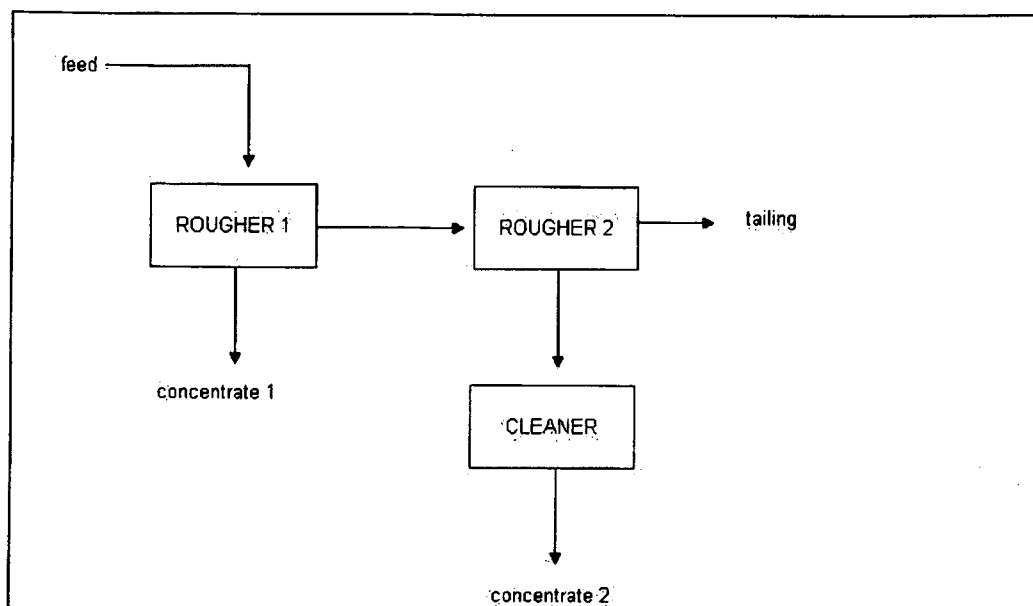 feed
ROUGHER 1
ROUGHER 2
tailing
concentrate 1
CLEANER
concentrate 2